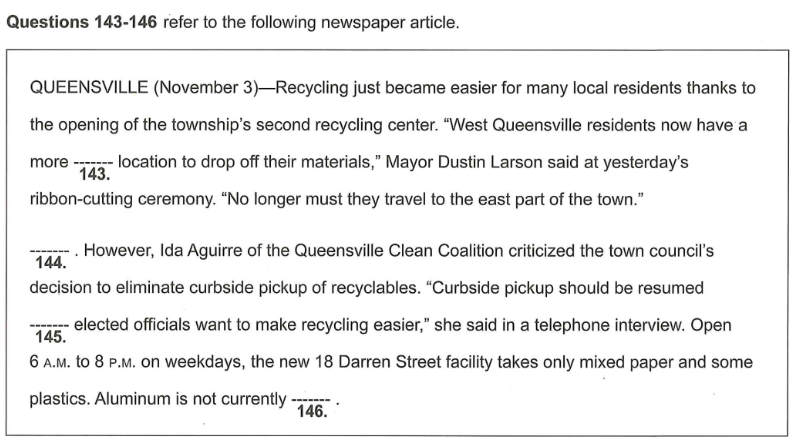 Questions 143-146 refer to the following newspaper article.
QUEENSVILLE (November 3)—Recycling just became easier for many local residents thanks to
the opening of the township's second recycling center. "West Queensville residents now have a
more ------- location to drop off their materials," Mayor Dustin Larson said at yesterday's
143.
ribbon-cutting ceremony. "No longer must they travel to the east part of the town."
------- . However, Ida Aguirre of the Queensville Clean Coalition criticized the town council's
144.
decision to eliminate curbside pickup of recyclables. "Curbside pickup should be resumed
------- elected officials want to make recycling easier," she said in a telephone interview. Open
145.
6 A.M. to 8 P.M. on weekdays, the new 18 Darren Street facility takes only mixed paper and some
plastics. Aluminum is not currently ------- .
146.